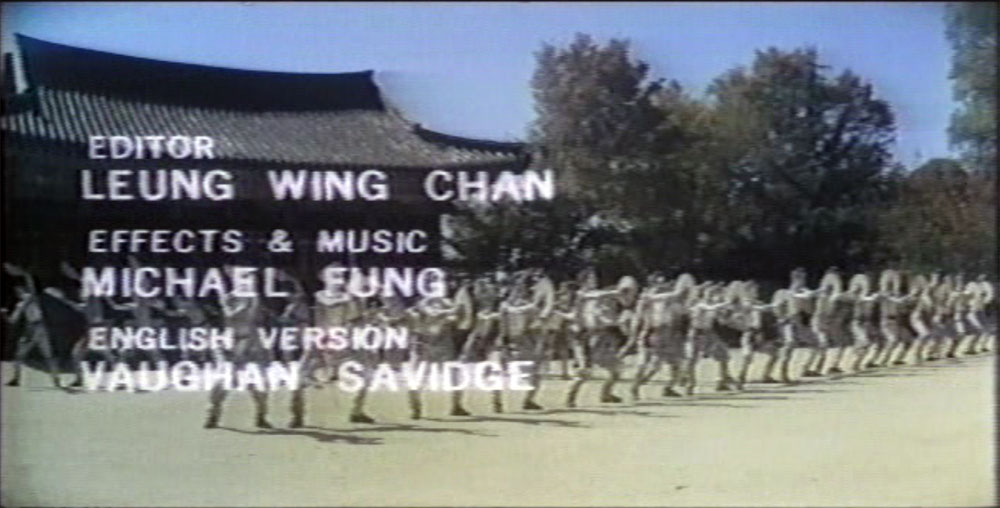 EDITOR
LEUNG WING CHAN
EFFECTS & MUSIC
MICHAEL FUNG
ENGLISH VERSION
VAUGHAN SAVIDGE